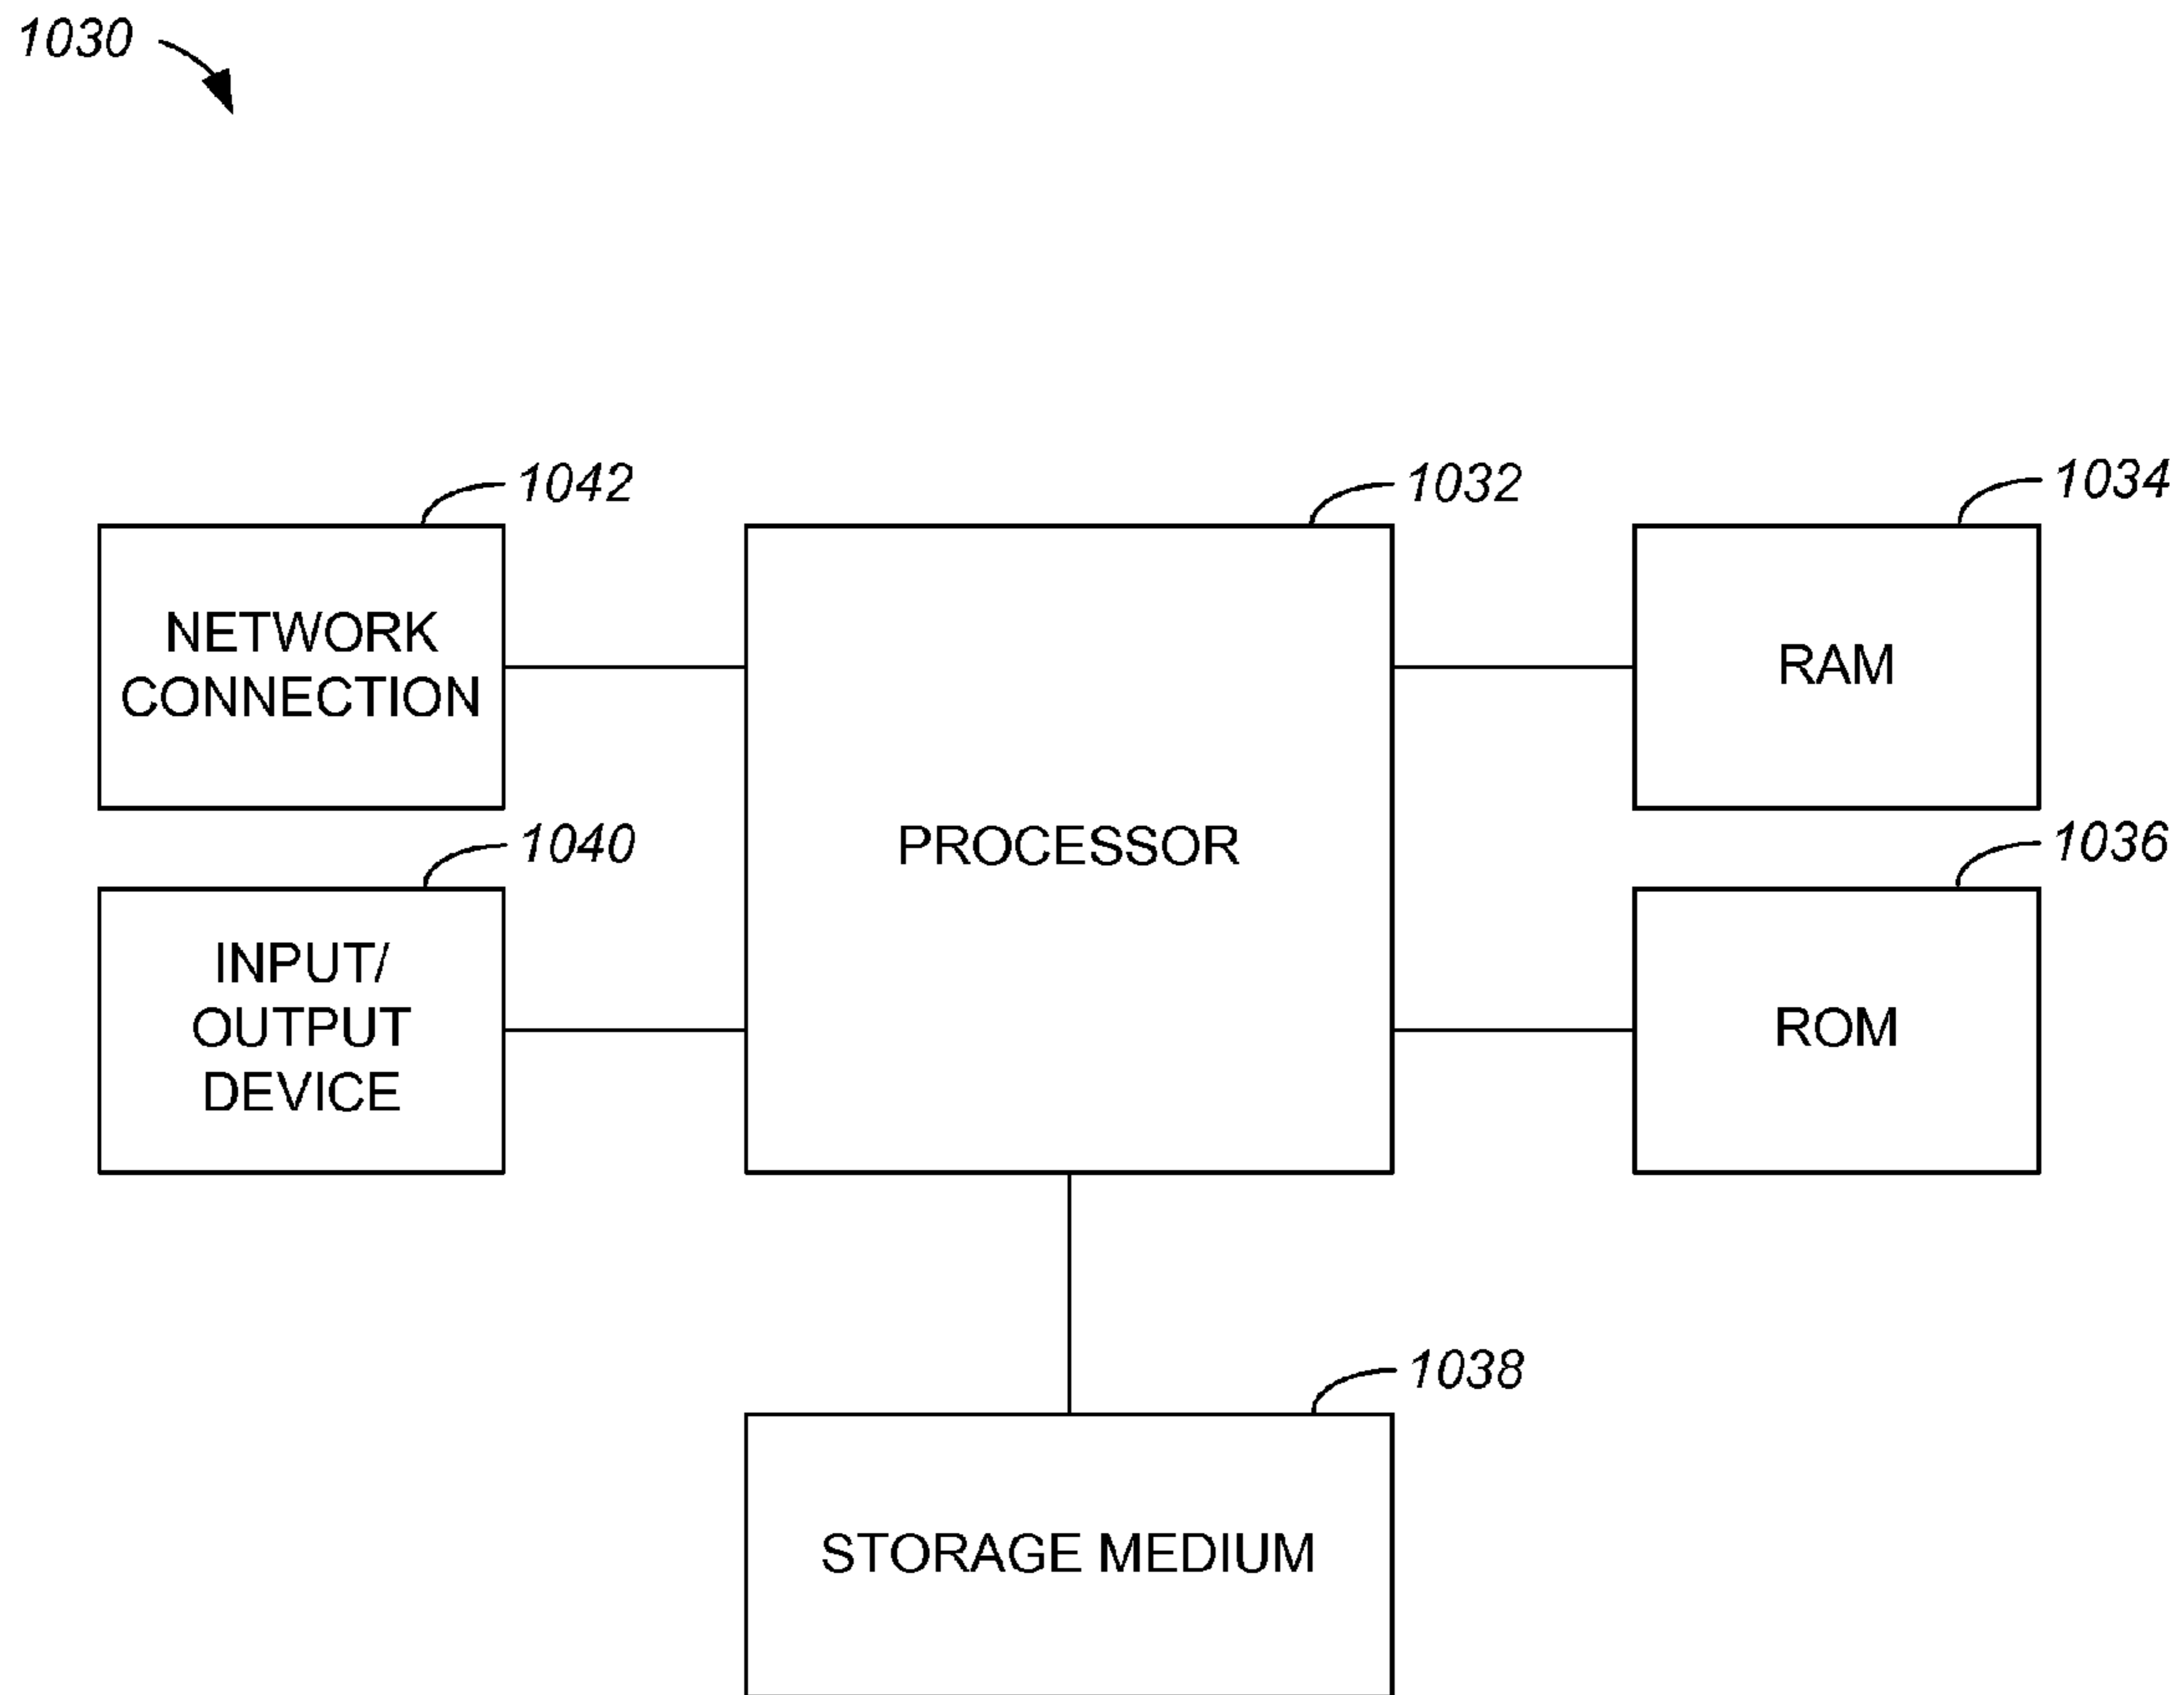 1030
1042
1032
1034
NETWORK
CONNECTION
RAM
1040
PROCESSOR
1036
INPUT/
OUTPUT
DEVICE
ROM
1038
STORAGE MEDIUM